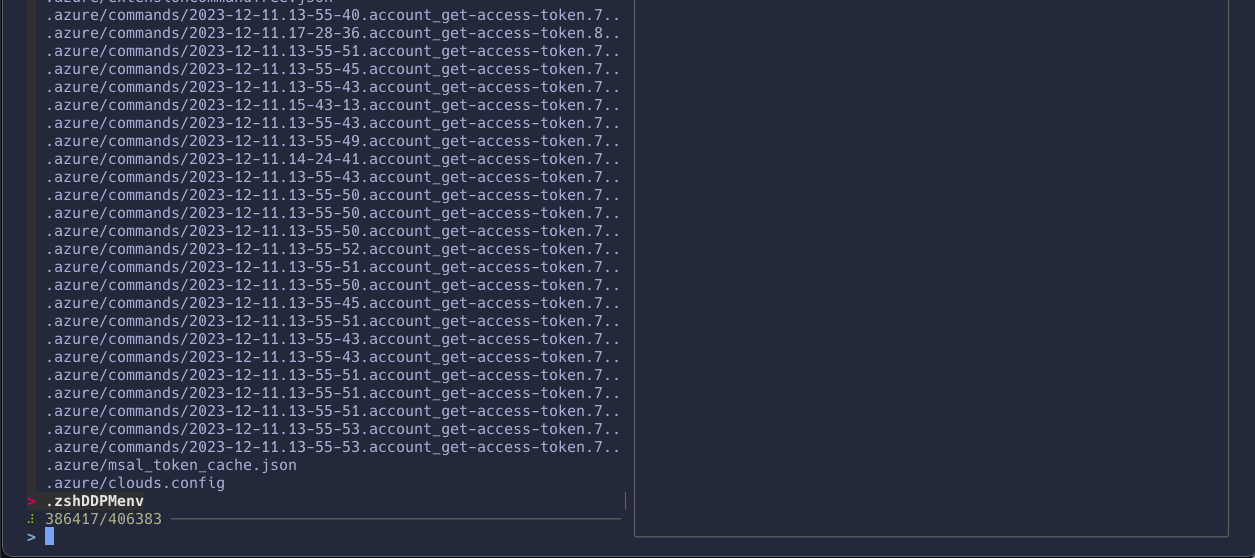 .azure/commands/2023-12-11.13-55-40.account_get-access-token.7..
.azure/commands/2023-12-11.17-28-36.account_get-access-token.8..
.azure/commands/2023-12-11.13-55-51.account_get-access-token.7..
.azure/commands/2023-12-11.13-55-45.account_get-access-token.7..
.azure/commands/2023-12-11.13-55-43.account_get-access-token.7..
.azure/commands/2023-12-11.15-43-13.account_get-access-token.7..
.azure/commands/2023-12-11.13-55-43.account_get-access-token.7..
.azure/commands/2023-12-11.13-55-49.account_get-access-token.7..
.azure/commands/2023-12-11.14-24-41.account_get-access-token.7..
.azure/commands/2023-12-11.13-55-43.account_get-access-token.7..
.azure/commands/2023-12-11.13-55-50.account_get-access-token.7..
.azure/commands/2023-12-11.13-55-50.account_get-access-token.7..
.azure/commands/2023-12-11.13-55-50.account_get-access-token.7..
.azure/commands/2023-12-11.13-55-52.account_get-access-token.7..
.azure/commands/2023-12-11.13-55-51.account_get-access-token.7..
.azure/commands/2023-12-11.13-55-50.account_get-access-token.7..
.azure/commands/2023-12-11.13-55-45.account_get-access-token.7..
.azure/commands/2023-12-11.13-55-51.account_get-access-token.7..
.azure/commands/2023-12-11.13-55-43.account_get-access-token.7..
.azure/commands/2023-12-11.13-55-43.account_get-access-token.7..
.azure/commands/2023-12-11.13-55-51.account_get-access-token.7..
.azure/commands/2023-12-11.13-55-51.account_get-access-token.7..
.azure/commands/2023-12-11.13-55-51.account_get-access-token.7..
.azure/commands/2023-12-11.13-55-53.account_get-access-token.7..
.azure/commands/2023-12-11.13-55-53.account_get-access-token.7..
.azure/msal_token_cache.json
.azure/clouds.config
> .zshDDPMenv
386417/406383
>